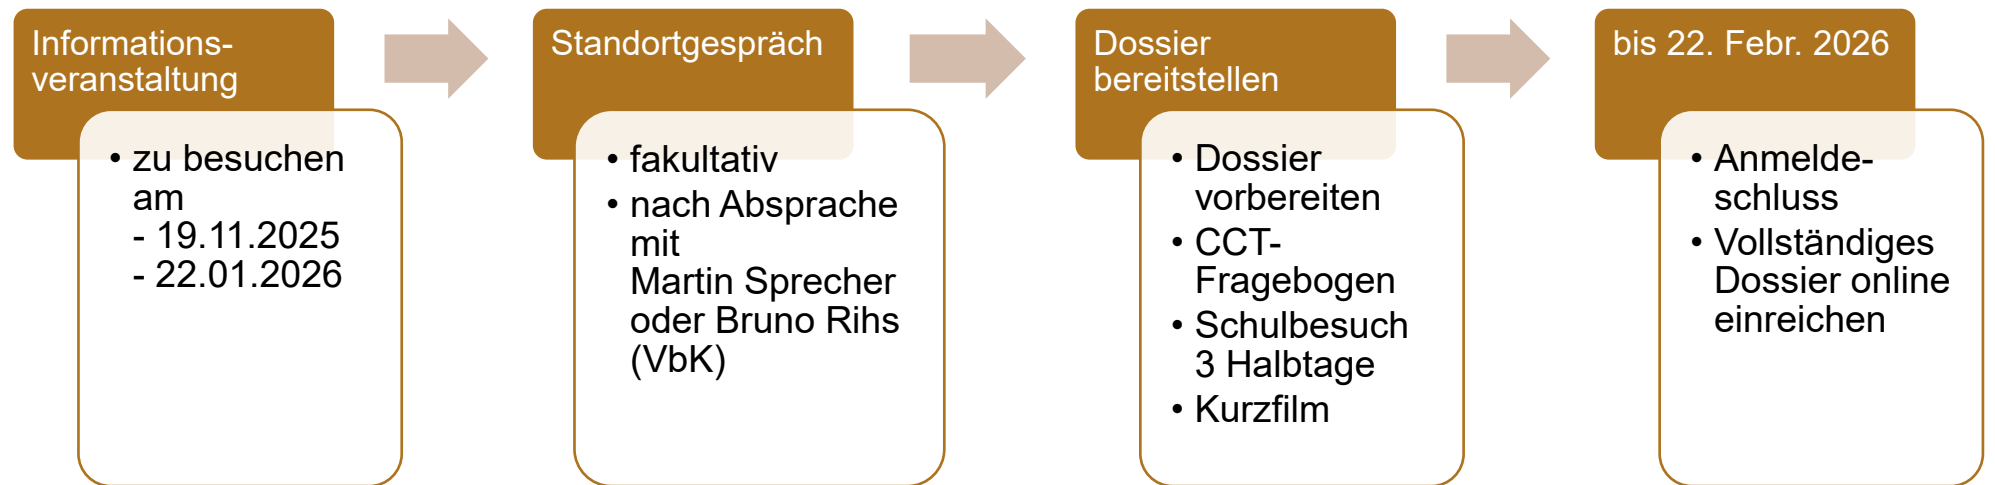 Informations-
veranstaltung
• zu besuchen
am
- 19.11.2025
- 22.01.2026
Standortgespräch
• fakultativ
• nach Absprache
mit
Martin Sprecher
oder Bruno Rihs
(VbK)
Dossier
bereitstellen
• Dossier
vorbereiten
• CCT-
Fragebogen
• Schulbesuch
3 Halbtage
• Kurzfilm
bis 22. Febr. 2026
• Anmelde-
schluss
• Vollständiges
Dossier online
einreichen